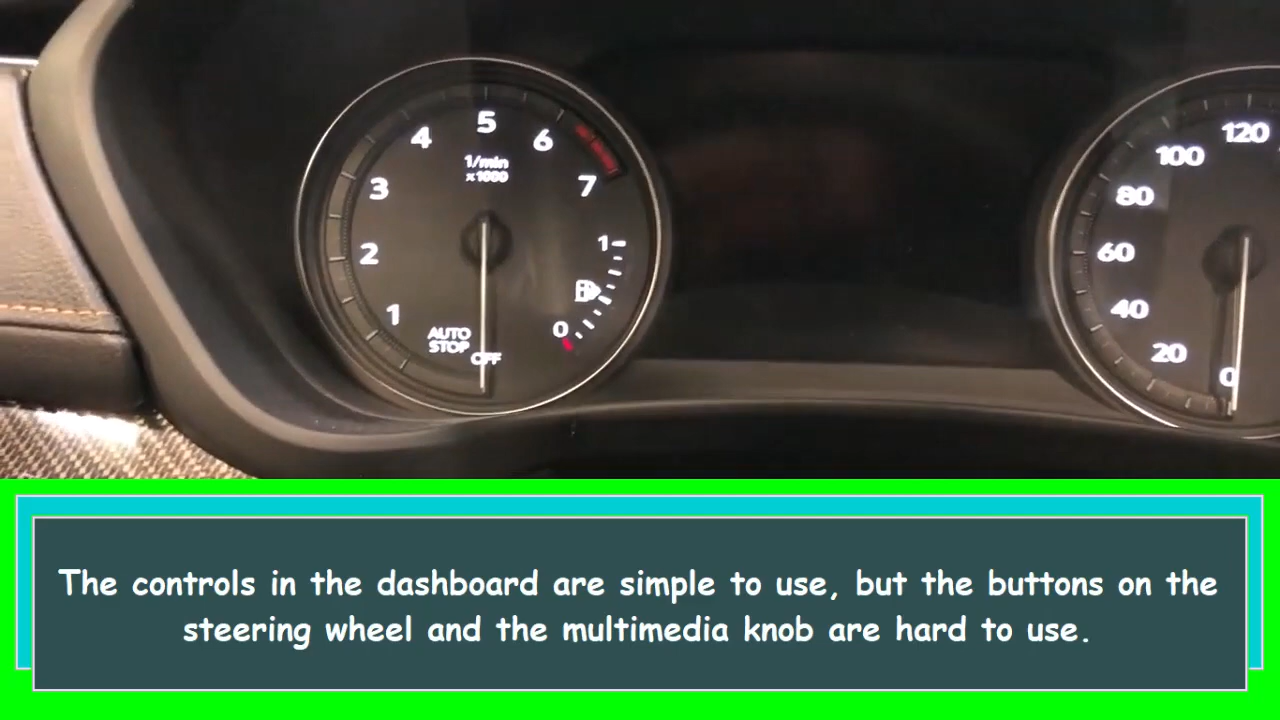 5
4
6
1/min
x1000
3
7
2
1
1
0
AUTO
STOP
OFF
120
100
80
60
40
20
0
The controls in the dashboard are simple to use, but the buttons on the
steering wheel and the multimedia knob are hard to use.